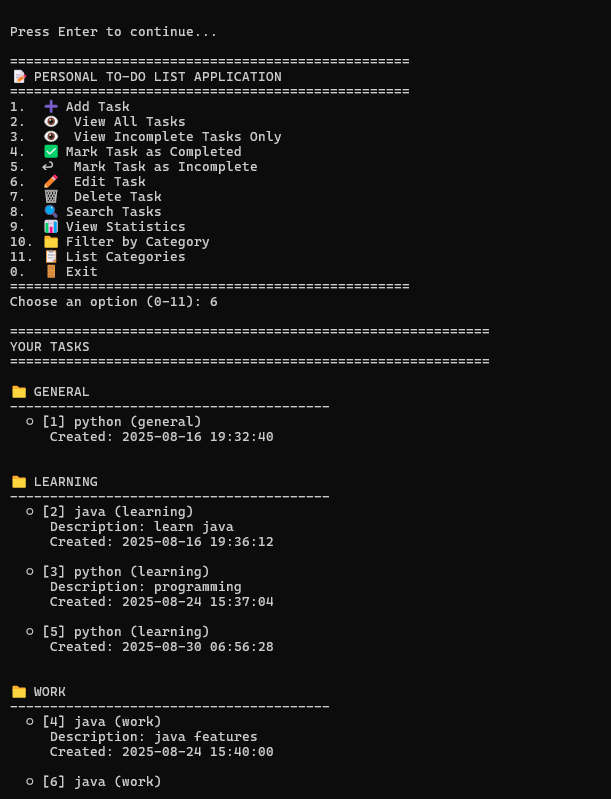 Press Enter to continue...
==================================================
📝 PERSONAL TO-DO LIST APPLICATION
==================================================
1. ➕ Add Task
2. 👁 View All Tasks
3. 👁 View Incomplete Tasks Only
4. ✅ Mark Task as Completed
5. ↩ Mark Task as Incomplete
6. ✏ Edit Task
7. 🗑 Delete Task
8. 🔍 Search Tasks
9. 📊 View Statistics
10. 📁 Filter by Category
11. 📋 List Categories
0. 🚪 Exit
==================================================
Choose an option (0-11): 6
============================================================
YOUR TASKS
============================================================
📁 GENERAL
----------------------------------------
○ [1] python (general)
Created: 2025-08-16 19:32:40
📁 LEARNING
----------------------------------------
○ [2] java (learning)
Description: learn java
Created: 2025-08-16 19:36:12
○ [3] python (learning)
Description: programming
Created: 2025-08-24 15:37:04
○ [5] python (learning)
Created: 2025-08-30 06:56:28
📁 WORK
----------------------------------------
○ [4] java (work)
Description: java features
Created: 2025-08-24 15:40:00
○ [6] java (work)